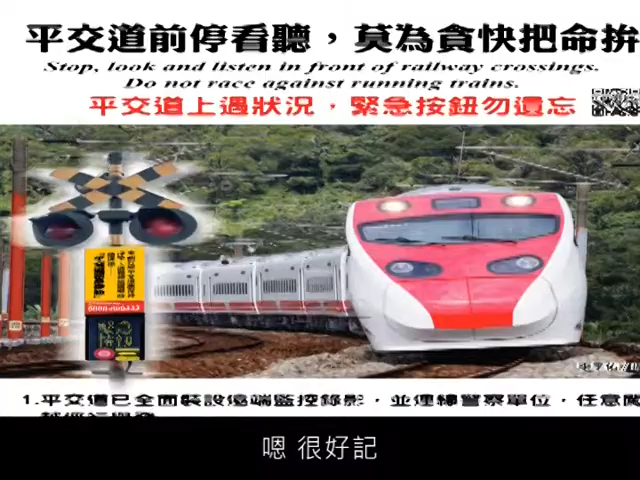 平交道前停看聽，莫為貪快把命拚
Stop, look and listen in front of railway crossings.
Do not race against running trains.
平交道上遇狀況，緊急按鈕勿遺忘
1.平交道已全面裝設遠端監控錄影，並連線警察單位，任意闖
嗯 很好記